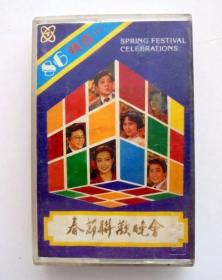 86
SPRING FESTIVAL
CELEBRATIONS
春節聯歡晚會